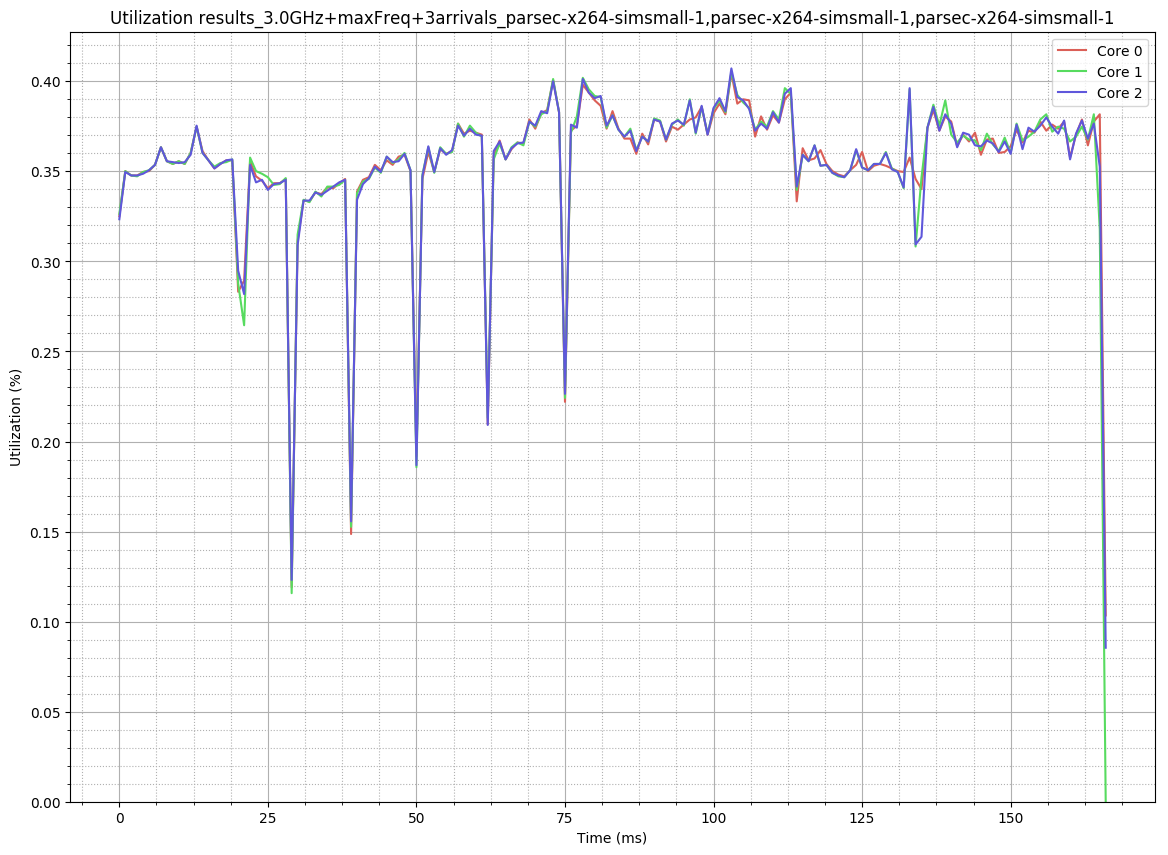 Utilization results_3.0GHz+maxFreq+3arrivals_parsec-x264-simsmall-1,parsec-x264-simsmall-1,parsec-x264-simsmall-1
Core 0
Core 1
Core 2
Utilization (%)
0.40
0.35
0.30
0.25
0.20
0.15
0.10
0.05
0.00
0 25 50 75 100 125 150
Time (ms)